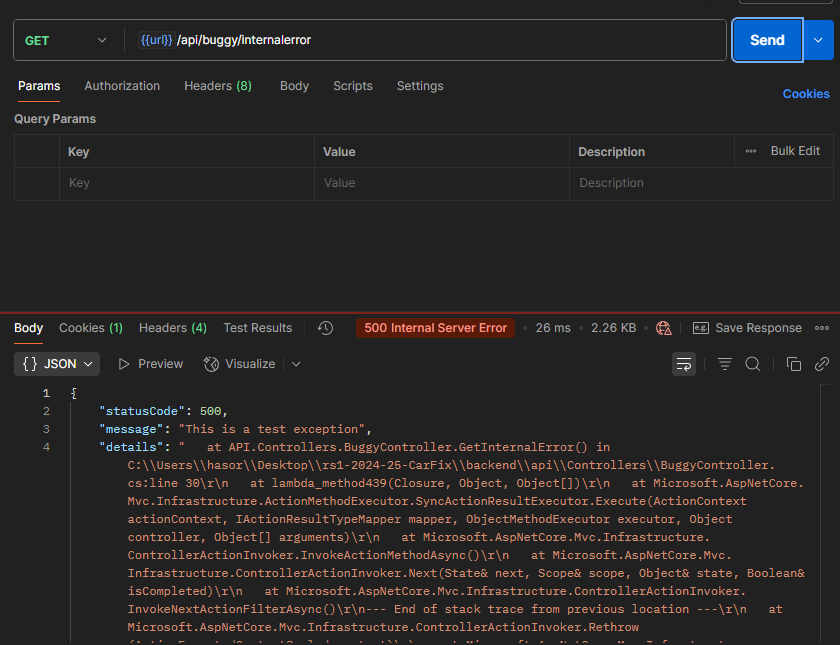 GET {{url}} /api/buggy/internalerror Send
Params Authorization Headers (8) Body Scripts Settings Cookies
Query Params
Key Value Description ••• Bulk Edit
Key Value Description
Body Cookies (1) Headers (4) Test Results 500 Internal Server Error • 26 ms • 2.26 KB • e.g. Save Response •••
{} JSON Preview Visualize
1 {
2 "statusCode": 500,
3 "message": "This is a test exception",
4 "details": "   at API.Controllers.BuggyController.GetInternalError() in
C:\\Users\\hasor\\Desktop\\rs1-2024-25-CarFix\\backend\\api\\Controllers\\BuggyController.
cs:line 30\r\n   at lambda_method439(Closure, Object, Object[])\r\n   at Microsoft.AspNetCore.
Mvc.Infrastructure.ActionMethodExecutor.SyncActionResultExecutor.Execute(ActionContext
actionContext, IActionResultTypeMapper mapper, ObjectMethodExecutor executor, Object
controller, Object[] arguments)\r\n   at Microsoft.AspNetCore.Mvc.Infrastructure.
ControllerActionInvoker.InvokeActionMethodAsync()\r\n   at Microsoft.AspNetCore.Mvc.
Infrastructure.ControllerActionInvoker.Next(State& next, Scope& scope, Object& state, Boolean&
isCompleted)\r\n   at Microsoft.AspNetCore.Mvc.Infrastructure.ControllerActionInvoker.
InvokeNextActionFilterAsync()\r\n--- End of stack trace from previous location ---\r\n   at
Microsoft.AspNetCore.Mvc.Infrastructure.ControllerActionInvoker.Rethrow